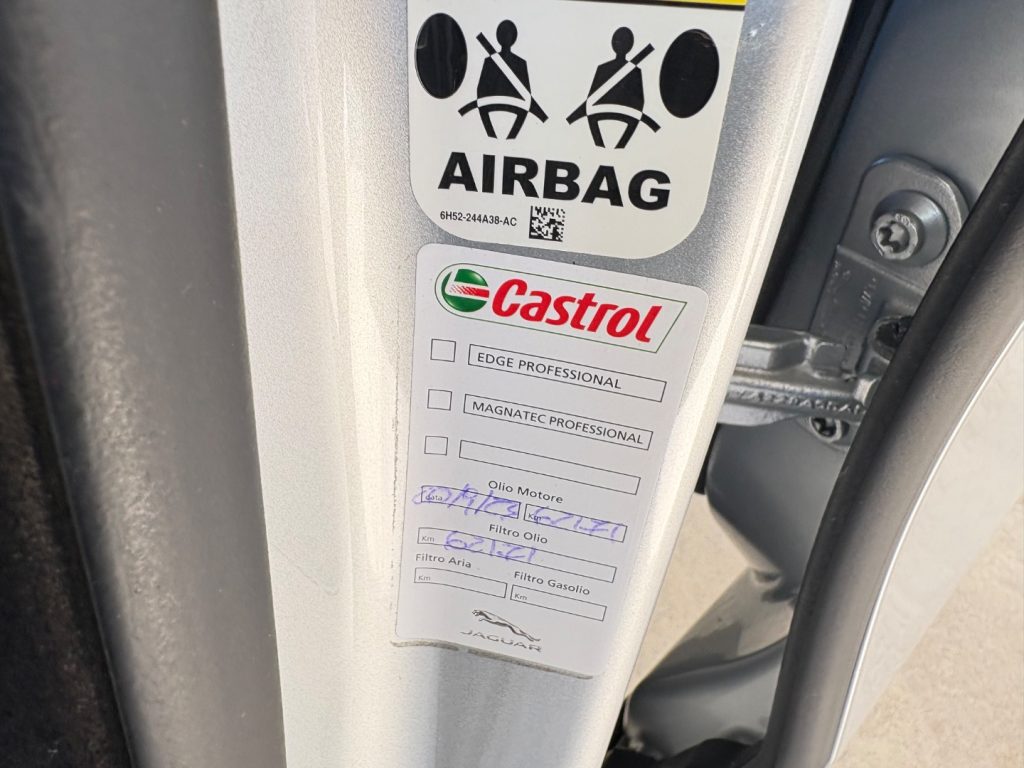 AIRBAG
6H52-244A38-AC
Castrol
EDGE PROFESSIONAL
MAGNATEC PROFESSIONAL
Olio Motore
Data Km
Filtro Olio
Km
Filtro Aria Filtro Gasolio
Km Km
JAGUAR